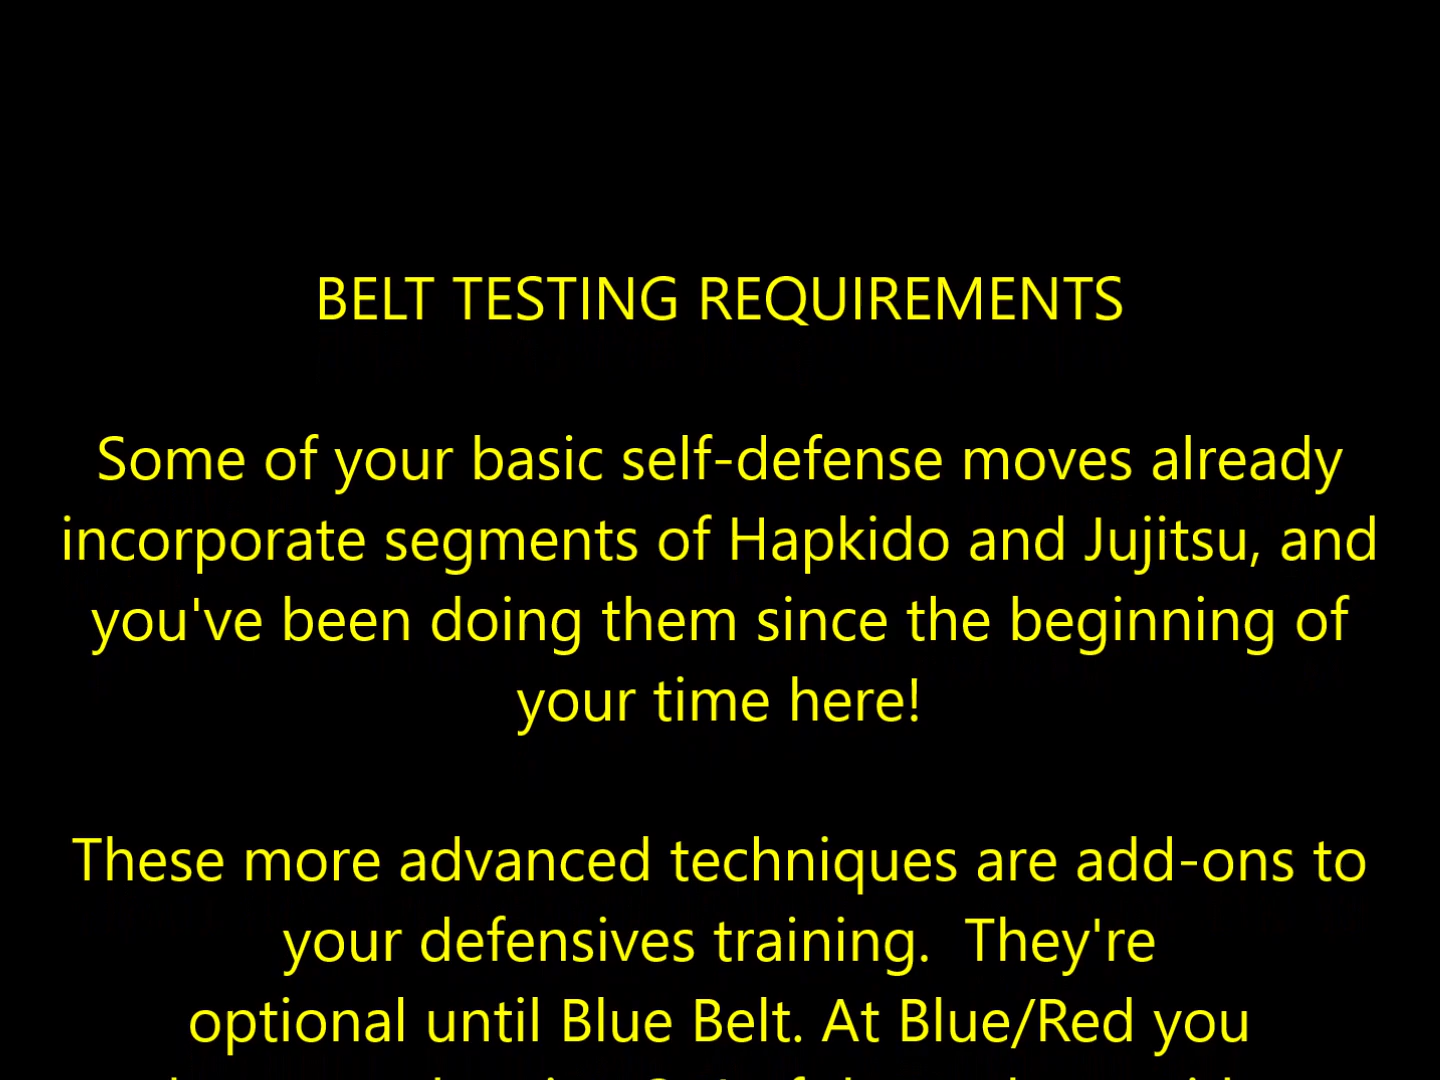 BELT TESTING REQUIREMENTS
Some of your basic self-defense moves already
incorporate segments of Hapkido and Jujitsu, and
you've been doing them since the beginning of
your time here!
These more advanced techniques are add-ons to
your defensives training.  They're
optional until Blue Belt. At Blue/Red you